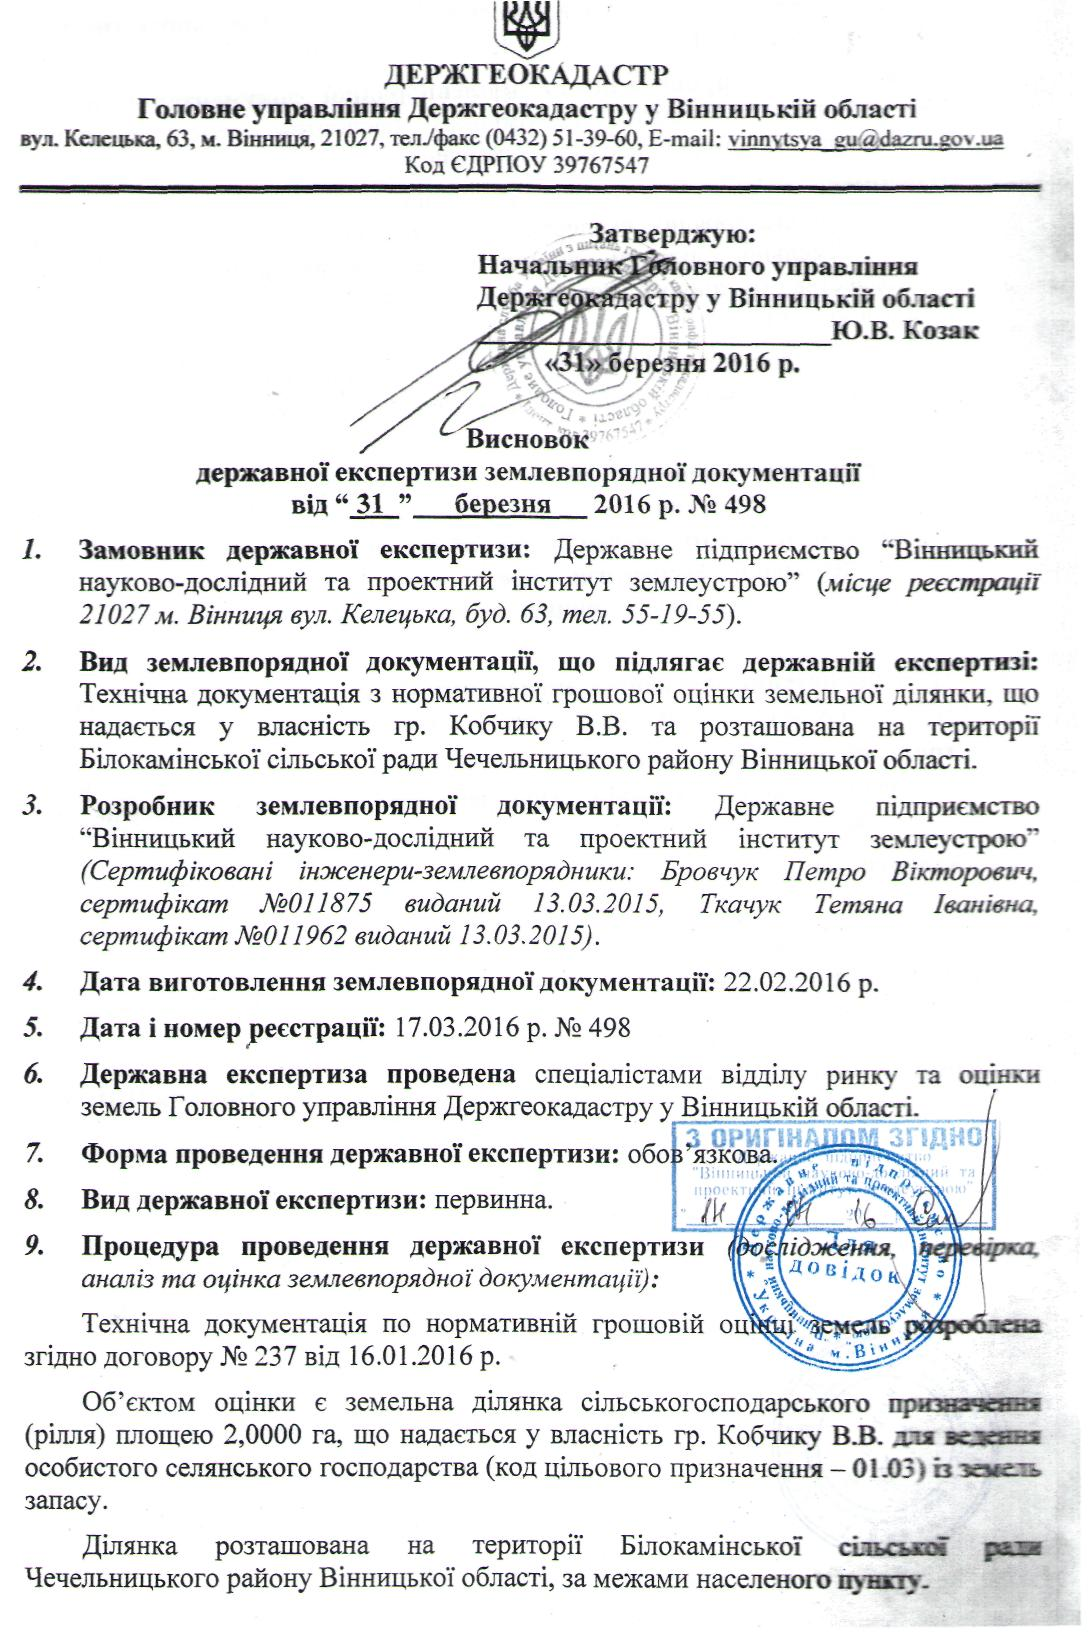 ДЕРЖГЕОКАДАСТР
Головне управління Держгеокадастру у Вінницькій області
вул. Келецька, 63, м. Вінниця, 21027, тел./факс (0432) 51-39-60, E-mail: vinnytsya_gu@dazru.gov.ua
Код ЄДРПОУ 39767547
Затверджую:
Начальник Головного управління
Держгеокадастру у Вінницькій області
Ю.В. Козак
«31» березня 2016 р.
Висновок
державної експертизи землевпорядної документації
від “ 31 ” березня 2016 р. № 498
1. Замовник державної експертизи: Державне підприємство “Вінницький
науково-дослідний та проектний інститут землеустрою” (місце реєстрації
21027 м. Вінниця вул. Келецька, буд. 63, тел. 55-19-55).
2. Вид землевпорядної документації, що підлягає державній експертизі:
Технічна документація з нормативної грошової оцінки земельної ділянки, що
надається у власність гр. Кобчику В.В. та розташована на території
Білокамінської сільської ради Чечельницького району Вінницької області.
3. Розробник землевпорядної документації: Державне підприємство
“Вінницький науково-дослідний та проектний інститут землеустрою”
(Сертифіковані інженери-землевпорядники: Бровчук Петро Вікторович,
сертифікат №011875 виданий 13.03.2015, Ткачук Тетяна Іванівна,
сертифікат №011962 виданий 13.03.2015).
4. Дата виготовлення землевпорядної документації: 22.02.2016 р.
5. Дата і номер реєстрації: 17.03.2016 р. № 498
6. Державна експертиза проведена спеціалістами відділу ринку та оцінки
земель Головного управління Держгеокадастру у Вінницькій області.
З ОРИГІНАЛОМ ЗГІДНО
7. Форма проведення державної експертизи: обов’язкова.
8. Вид державної експертизи: первинна.
9. Процедура проведення державної експертизи (дослідження, перевірка,
аналіз та оцінка землевпорядної документації):
Для
ДОВІДОК
Україна м.Вінниця
Технічна документація по нормативній грошовій оцінці земель розроблена
згідно договору № 237 від 16.01.2016 р.
Об’єктом оцінки є земельна ділянка сільськогосподарського призначення
(рілля) площею 2,0000 га, що надається у власність гр. Кобчику В.В. для ведення
особистого селянського господарства (код цільового призначення – 01.03) із земель
запасу.
Ділянка розташована на території Білокамінської сільської ради
Чечельницького району Вінницької області, за межами населеного пункту.